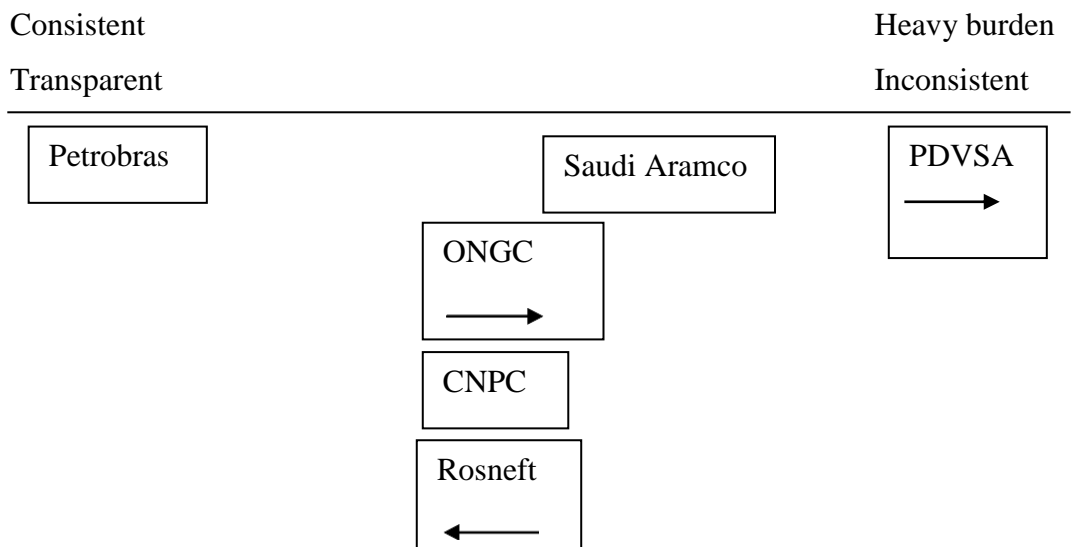 Consistent Heavy burden
Transparent Inconsistent
Petrobras
Saudi Aramco
PDVSA
ONGC
CNPC
Rosneft